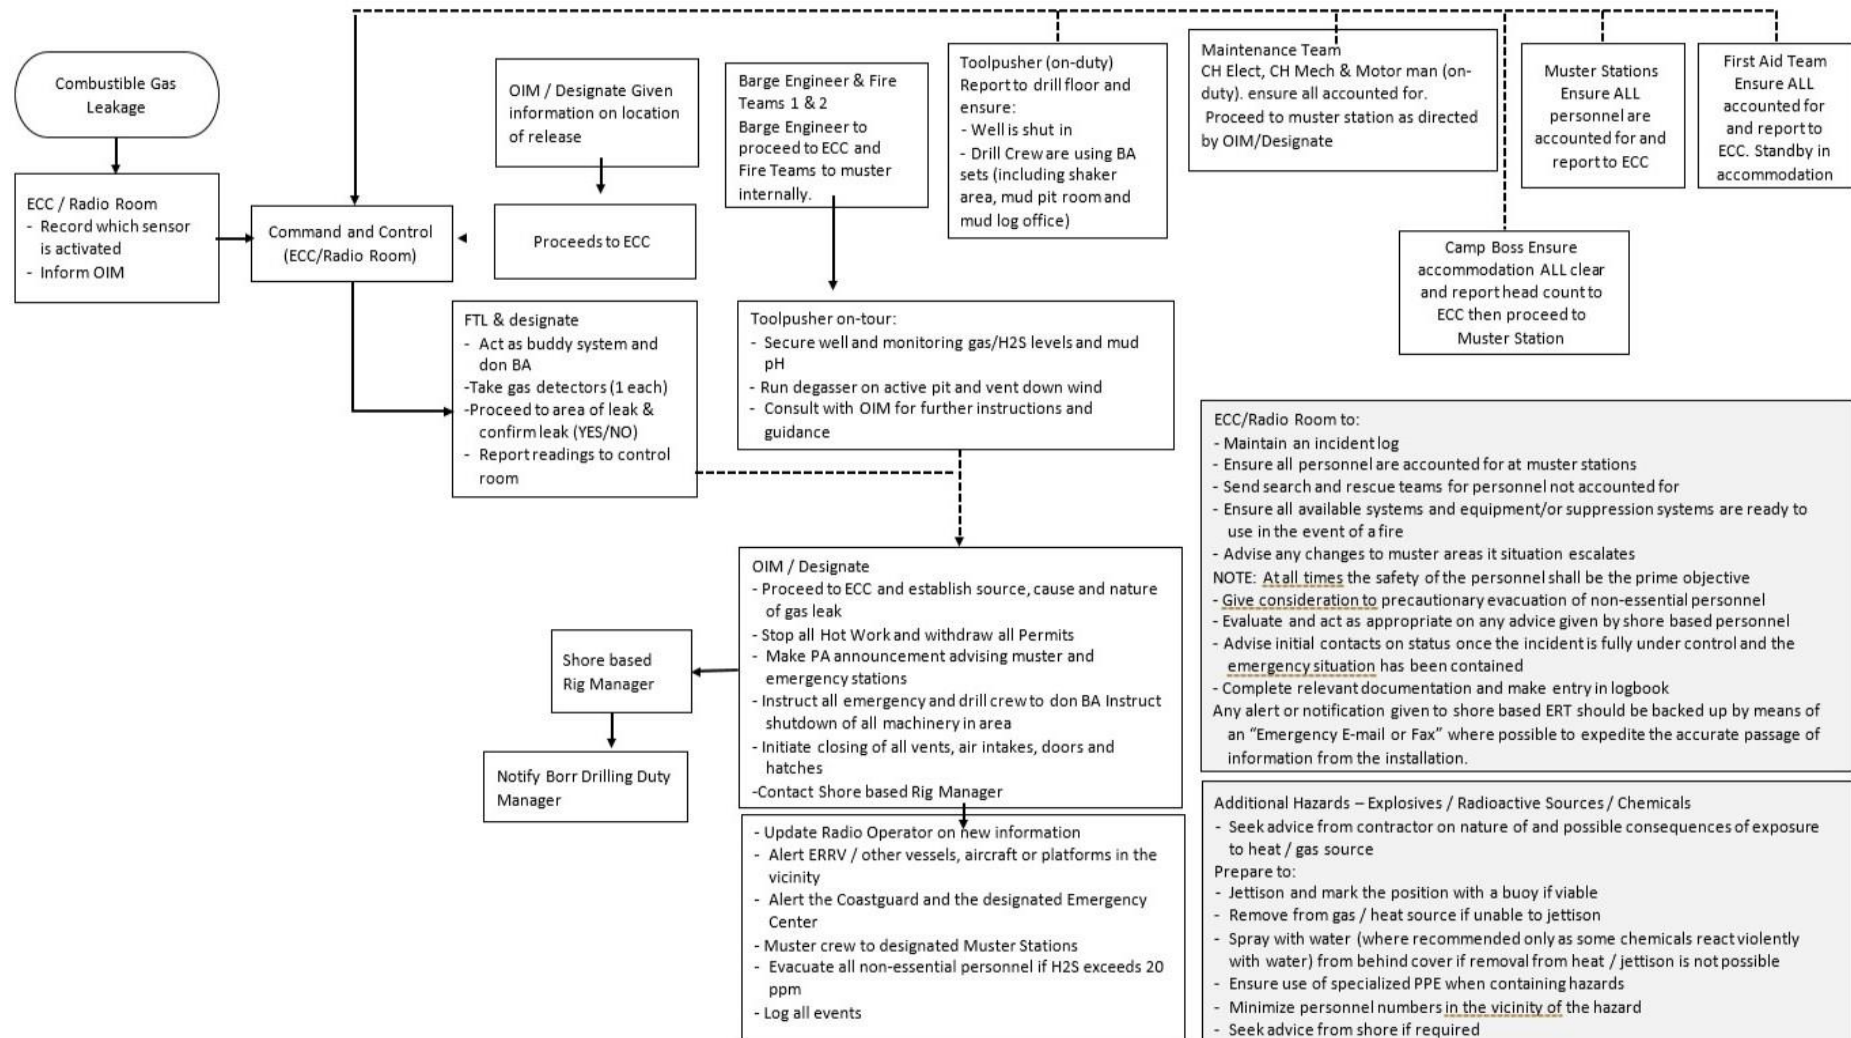 Combustible Gas
Leakage
ECC / Radio Room
- Record which sensor
is activated
- Inform OIM
Command and Control
(ECC/Radio Room)
OIM / Designate Given
information on location
of release
Proceeds to ECC
Barge Engineer & Fire
Teams 1 & 2
Barge Engineer to
proceed to ECC and
Fire Teams to muster
internally.
Toolpusher (on-duty)
Report to drill floor and
ensure:
- Well is shut in
- Drill Crew are using BA
sets (including shaker
area, mud pit room and
mud log office)
Maintenance Team
CH Elect, CH Mech & Motor man (on-
duty). ensure all accounted for.
Proceed to muster station as directed
by OIM/Designate
Muster Stations
Ensure ALL
personnel are
accounted for and
report to ECC
First Aid Team
Ensure ALL
accounted for
and report to
ECC. Standby in
accommodation
Camp Boss Ensure
accommodation ALL clear
and report head count to
ECC then proceed to
Muster Station
FTL & designate
- Act as buddy system and
don BA
-Take gas detectors (1 each)
-Proceed to area of leak &
confirm leak (YES/NO)
- Report readings to control
room
Toolpusher on-tour:
- Secure well and monitoring gas/H2S levels and mud
pH
- Run degasser on active pit and vent down wind
- Consult with OIM for further instructions and
guidance
OIM / Designate
- Proceed to ECC and establish source, cause and nature
of gas leak
- Stop all Hot Work and withdraw all Permits
- Make PA announcement advising muster and
emergency stations
- Instruct all emergency and drill crew to don BA Instruct
shutdown of all machinery in area
- Initiate closing of all vents, air intakes, doors and
hatches
-Contact Shore based Rig Manager
Shore based
Rig Manager
Notify Borr Drilling Duty
Manager
- Update Radio Operator on new information
- Alert ERRV / other vessels, aircraft or platforms in the
vicinity
- Alert the Coastguard and the designated Emergency
Center
- Muster crew to designated Muster Stations
- Evacuate all non-essential personnel if H2S exceeds 20
ppm
- Log all events
ECC/Radio Room to:
- Maintain an incident log
- Ensure all personnel are accounted for at muster stations
- Send search and rescue teams for personnel not accounted for
- Ensure all available systems and equipment/or suppression systems are ready to
use in the event of a fire
- Advise any changes to muster areas it situation escalates
NOTE: At all times the safety of the personnel shall be the prime objective
- Give consideration to precautionary evacuation of non-essential personnel
- Evaluate and act as appropriate on any advice given by shore based personnel
- Advise initial contacts on status once the incident is fully under control and the
emergency situation has been contained
- Complete relevant documentation and make entry in logbook
Any alert or notification given to shore based ERT should be backed up by means of
an “Emergency E-mail or Fax” where possible to expedite the accurate passage of
information from the installation.
Additional Hazards – Explosives / Radioactive Sources / Chemicals
- Seek advice from contractor on nature of and possible consequences of exposure
to heat / gas source
Prepare to:
- Jettison and mark the position with a buoy if viable
- Remove from gas / heat source if unable to jettison
- Spray with water (where recommended only as some chemicals react violently
with water) from behind cover if removal from heat / jettison is not possible
- Ensure use of specialized PPE when containing hazards
- Minimize personnel numbers in the vicinity of the hazard
- Seek advice from shore if required